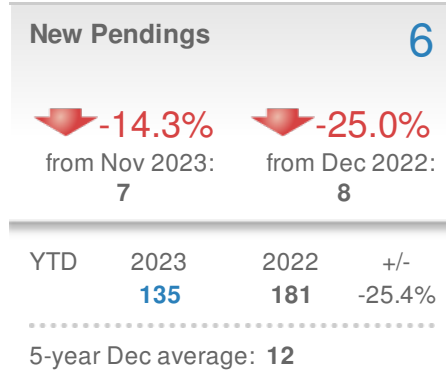 New Pendings 6
-14.3% -25.0%
from Nov 2023: from Dec 2022:
7 8
YTD 2023 2022 +/-
135 181 -25.4%
5-year Dec average: 12